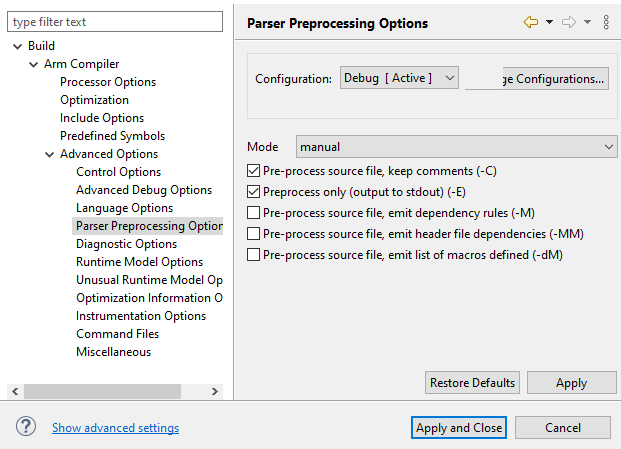 type filter text
Build
Arm Compiler
Processor Options
Optimization
Include Options
Predefined Symbols
Advanced Options
Control Options
Advanced Debug Options
Language Options
Parser Preprocessing Option
Diagnostic Options
Runtime Model Options
Unusual Runtime Model Op
Optimization Information O
Instrumentation Options
Command Files
Miscellaneous
Parser Preprocessing Options
Configuration: Debug [ Active ] ge Configurations...
Mode manual
Pre-process source file, keep comments (-C)
Preprocess only (output to stdout) (-E)
Pre-process source file, emit dependency rules (-M)
Pre-process source file, emit header file dependencies (-MM)
Pre-process source file, emit list of macros defined (-dM)
Restore Defaults Apply
? Show advanced settings Apply and Close Cancel